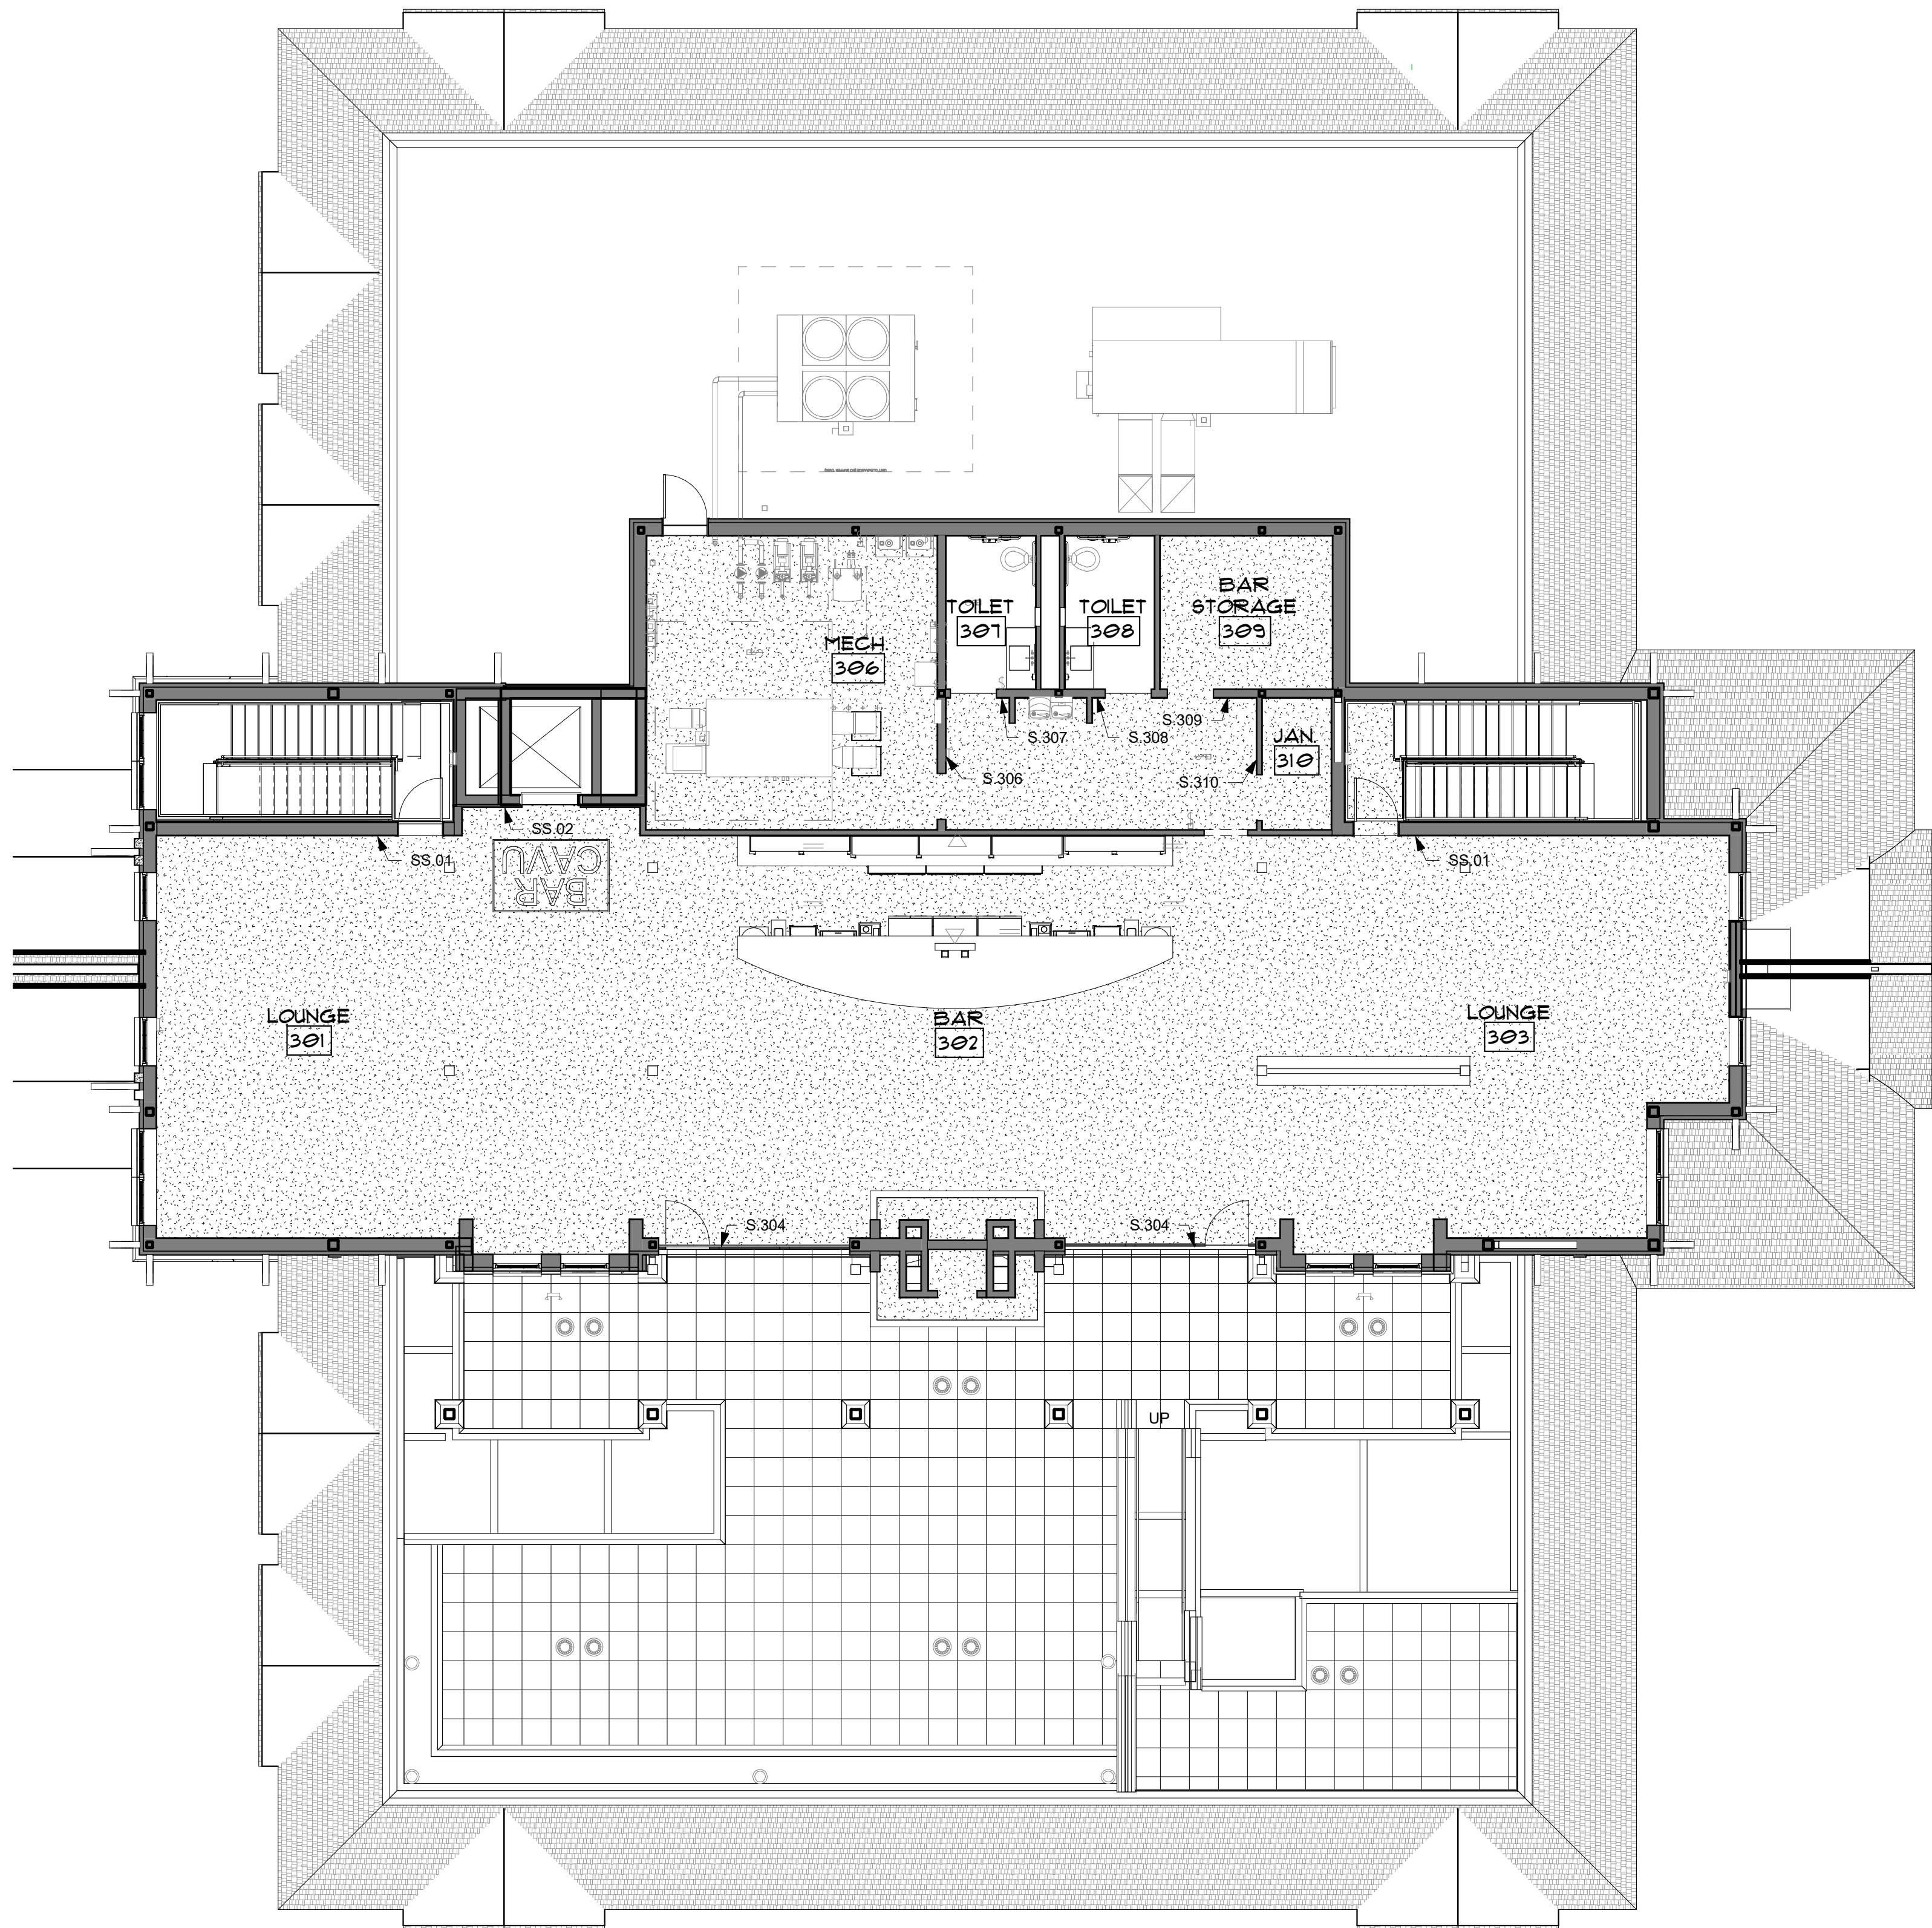 TOILET
307
TOILET
308
BAR
STORAGE
309
MECH.
306
S.307
S.308
S.309
JAN.
310
S.306
S.310
SS.02
SS.01
SS.01
BAR
CAVU
LOUNGE
301
BAR
302
LOUNGE
303
S.304
S.304
UP